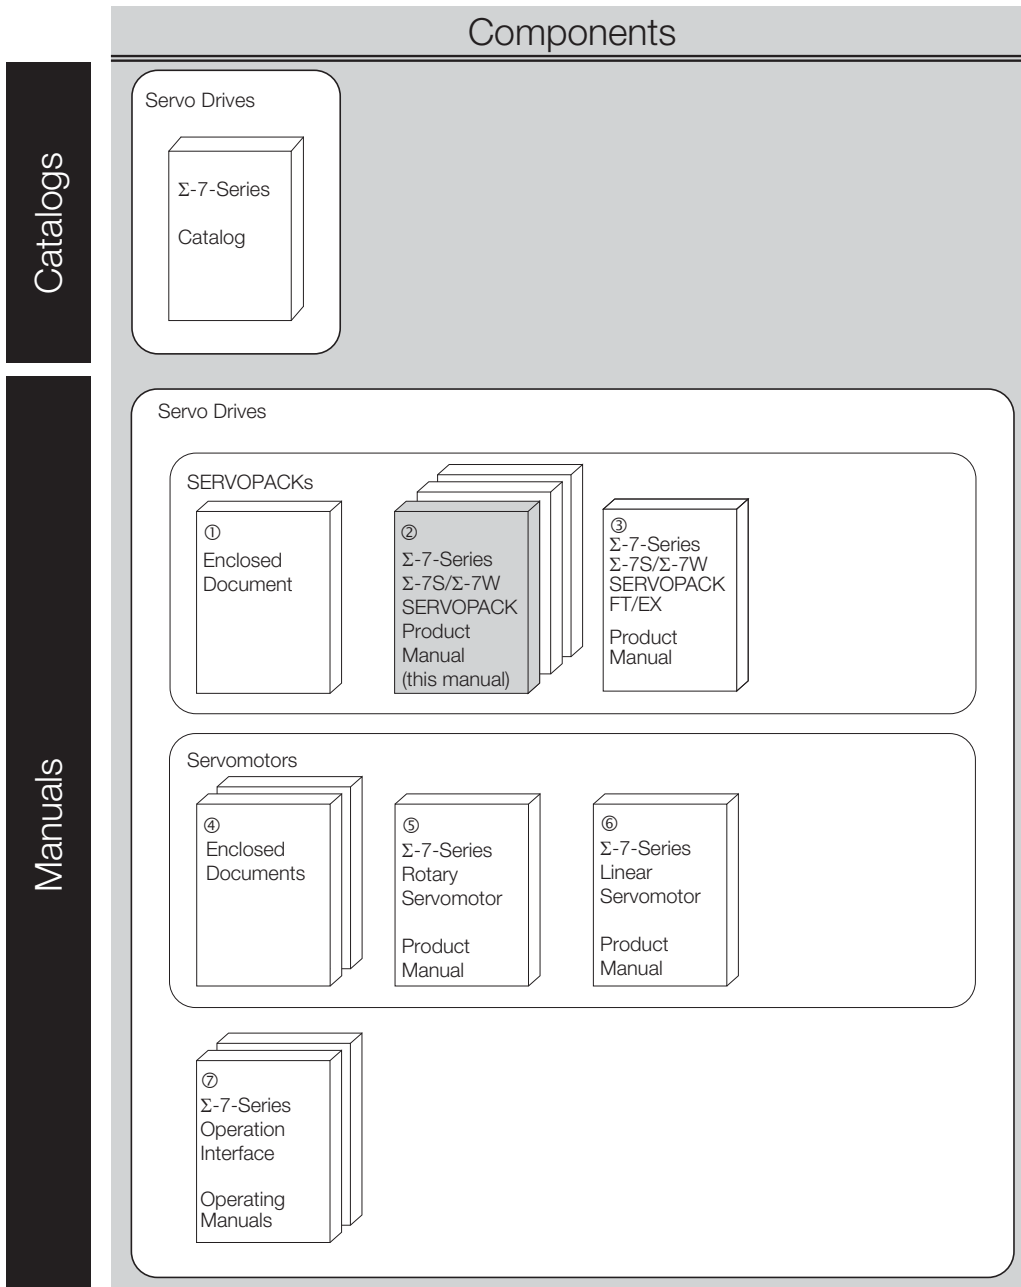 Components
Catalogs
Servo Drives
Σ-7-Series
Catalog
Manuals
Servo Drives
SERVOPACKs
①
Enclosed
Document
②
Σ-7-Series
Σ-7S/Σ-7W
SERVOPACK
Product
Manual
(this manual)
③
Σ-7-Series
Σ-7S/Σ-7W
SERVOPACK
FT/EX
Product
Manual
Servomotors
④
Enclosed
Documents
⑤
Σ-7-Series
Rotary
Servomotor
Product
Manual
⑥
Σ-7-Series
Linear
Servomotor
Product
Manual
⑦
Σ-7-Series
Operation
Interface
Operating
Manuals